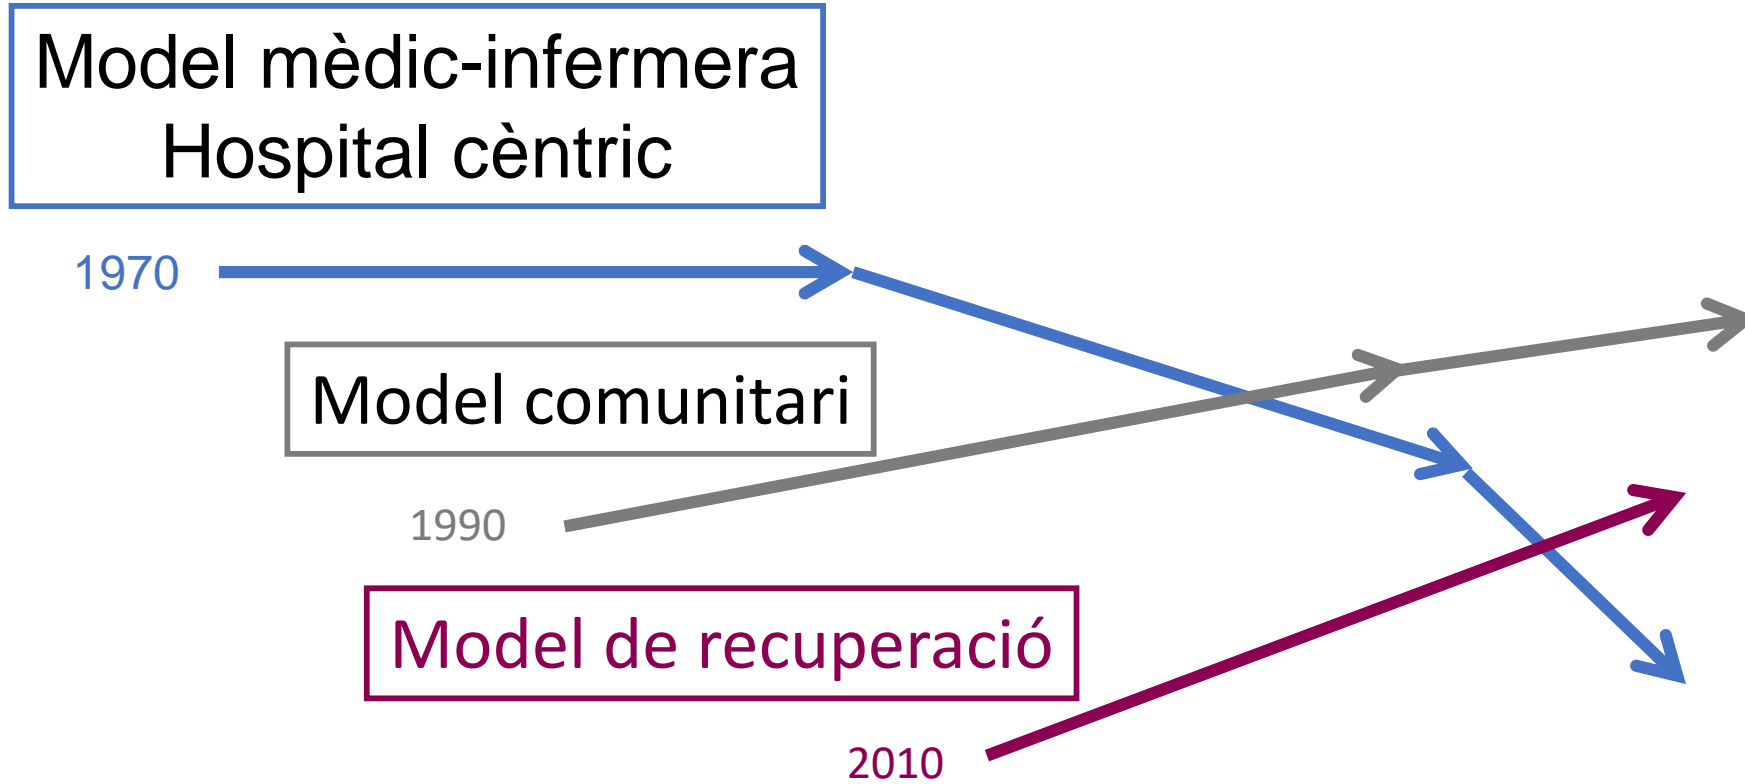 Model mèdic-infermera
Hospital cèntric
1970
Model comunitari
1990
Model de recuperació
2010